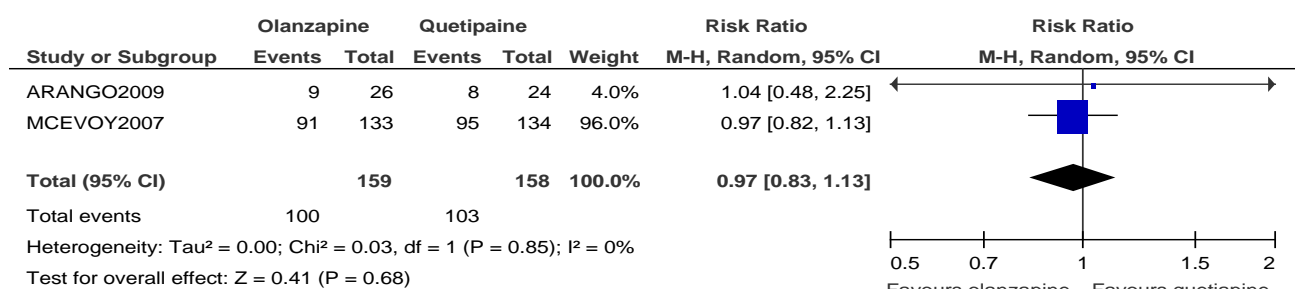 Olanzapine Quetipaine Risk Ratio Risk Ratio
Study or Subgroup Events Total Events Total Weight M-H, Random, 95% CI M-H, Random, 95% CI
ARANGO2009 9 26 8 24 4.0% 1.04 [0.48, 2.25]
MCEVOY2007 91 133 95 134 96.0% 0.97 [0.82, 1.13]
Total (95% CI) 159 158 100.0% 0.97 [0.83, 1.13]
Total events 100 103
Heterogeneity: Tau² = 0.00; Chi² = 0.03, df = 1 (P = 0.85); I² = 0%
Test for overall effect: Z = 0.41 (P = 0.68)
0.5 0.7 1 1.5 2
Favours olanzapine Favours quetiapine